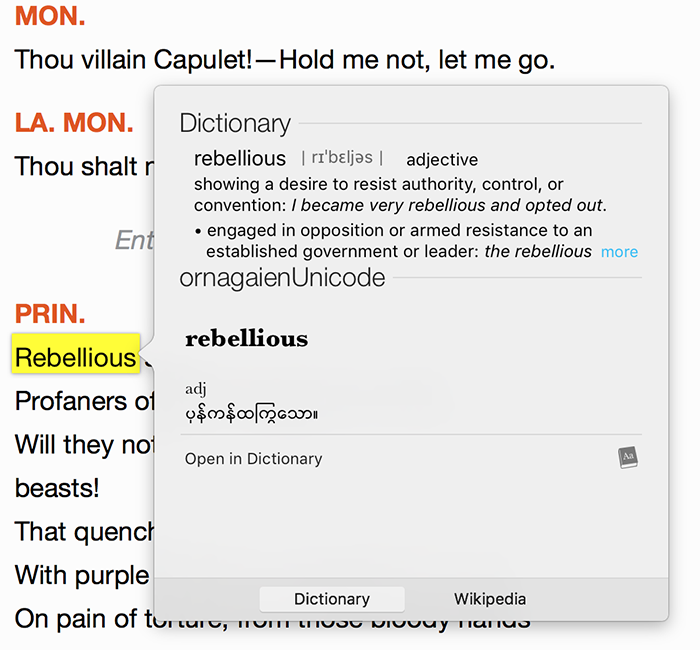 MON.
Thou villain Capulet!—Hold me not, let me go.
LA. MON.
Thou shalt
Ent
PRIN.
Rebellious
Profaners of
Will they not
beasts!
That quench
With purple
On pain of torture, from those bloody hands
Dictionary
rebellious | rɪˈbɛljəs | adjective
showing a desire to resist authority, control, or
convention: I became very rebellious and opted out.
• engaged in opposition or armed resistance to an
established government or leader: the rebellious more
ornagaienUnicode
rebellious
adj
ပုန်ကန်ထကြွသော။
Open in Dictionary
Aa
Dictionary
Wikipedia